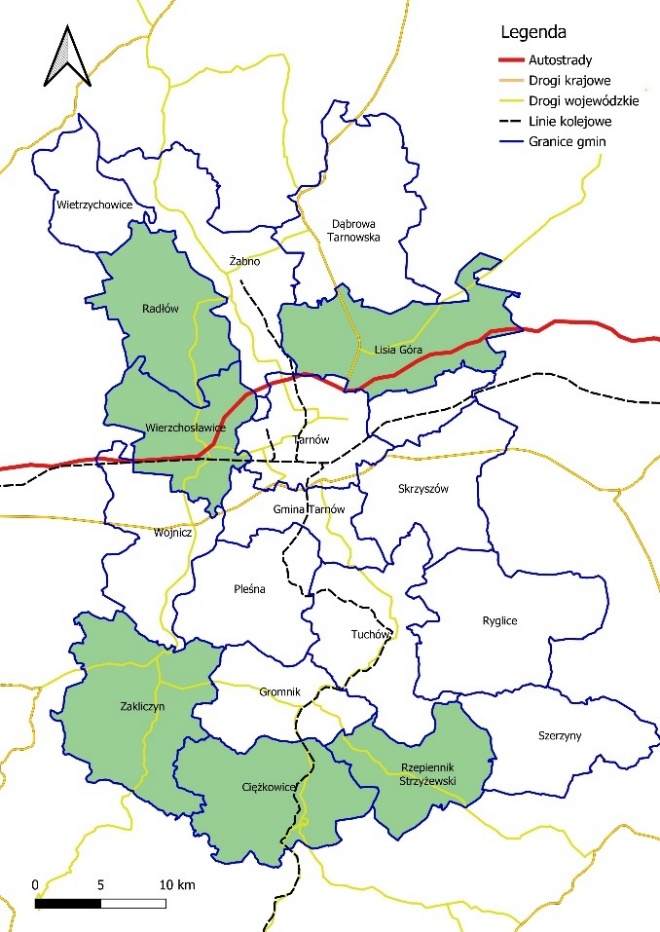 Legenda
Autostrady
Drogi krajowe
Drogi wojewódzkie
Linie kolejowe
Granice gmin
Wietrzychowice
Dąbrowa
Tarnowska
Żabno
Radłów
Lisia Góra
Wierzchosławice
Tarnów
Skrzyszów
Gmina Tarnów
Wojnicz
Pleśna
Ryglice
Tuchów
Gromnik
Zakliczyn
Szerzyny
Rzepiennik
Strzyżewski
Ciężkowice
0 5 10 km